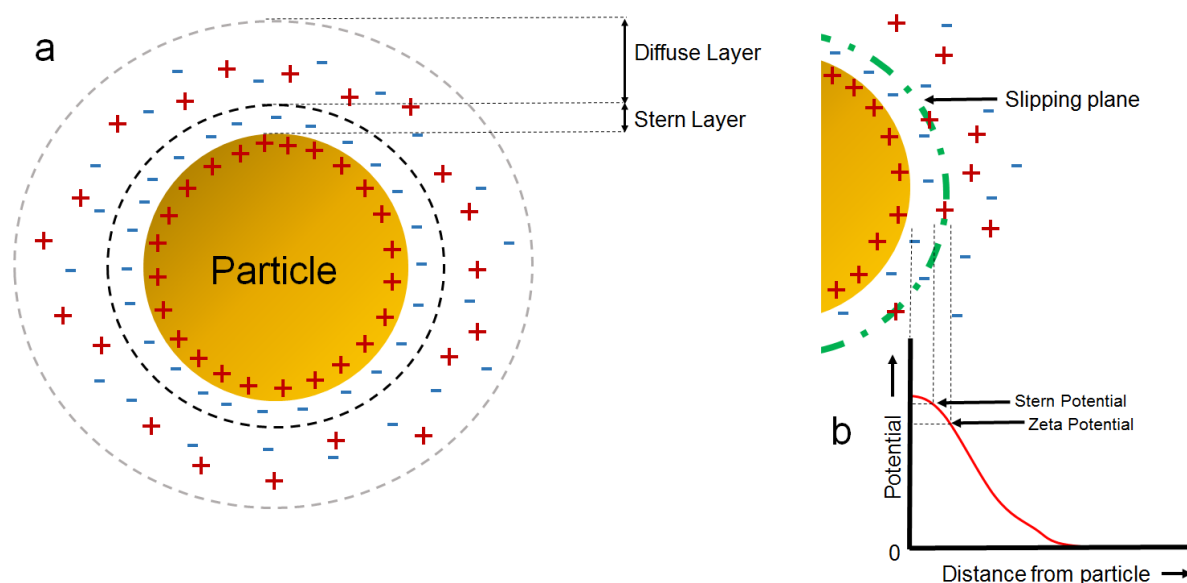 a
Diffuse Layer
Stern Layer
Particle
Slipping plane
b
Potential
Stern Potential
Zeta Potential
0
Distance from particle